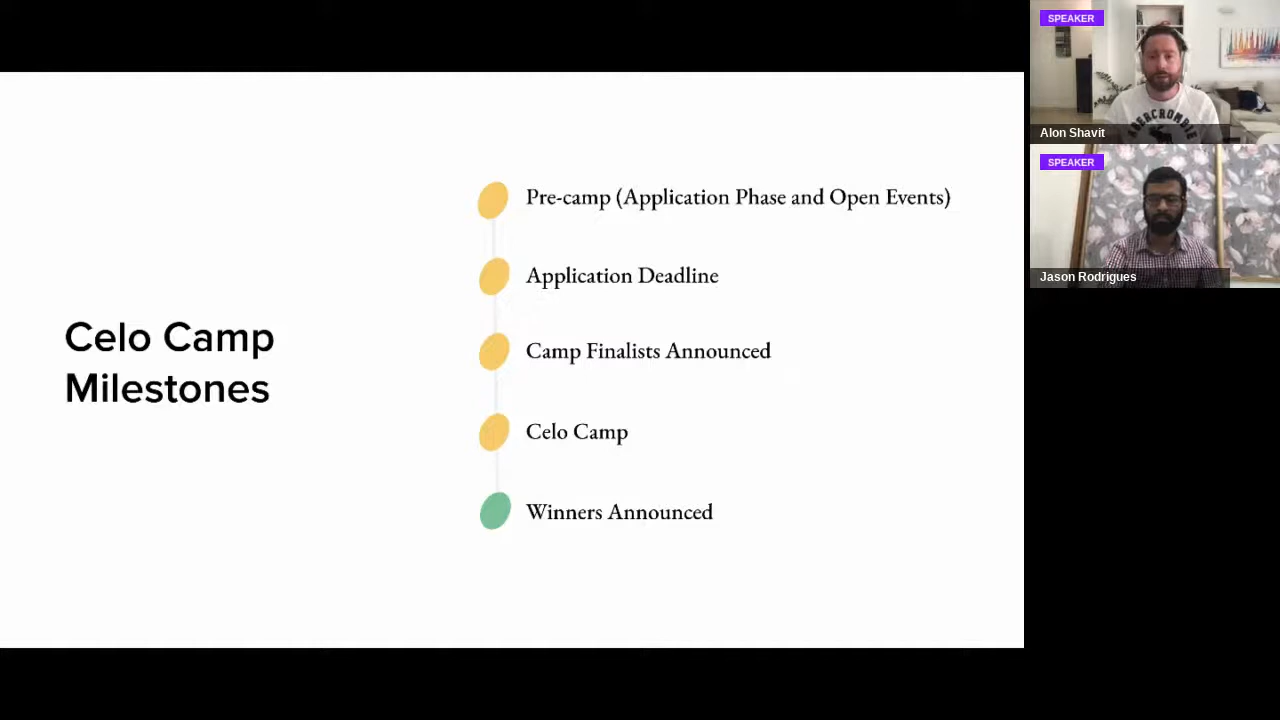 Celo Camp
Milestones
Pre-camp (Application Phase and Open Events)
Application Deadline
Camp Finalists Announced
Celo Camp
Winners Announced
SPEAKER
ABERCROMBIE
Alon Shavit
SPEAKER
Jason Rodrigues